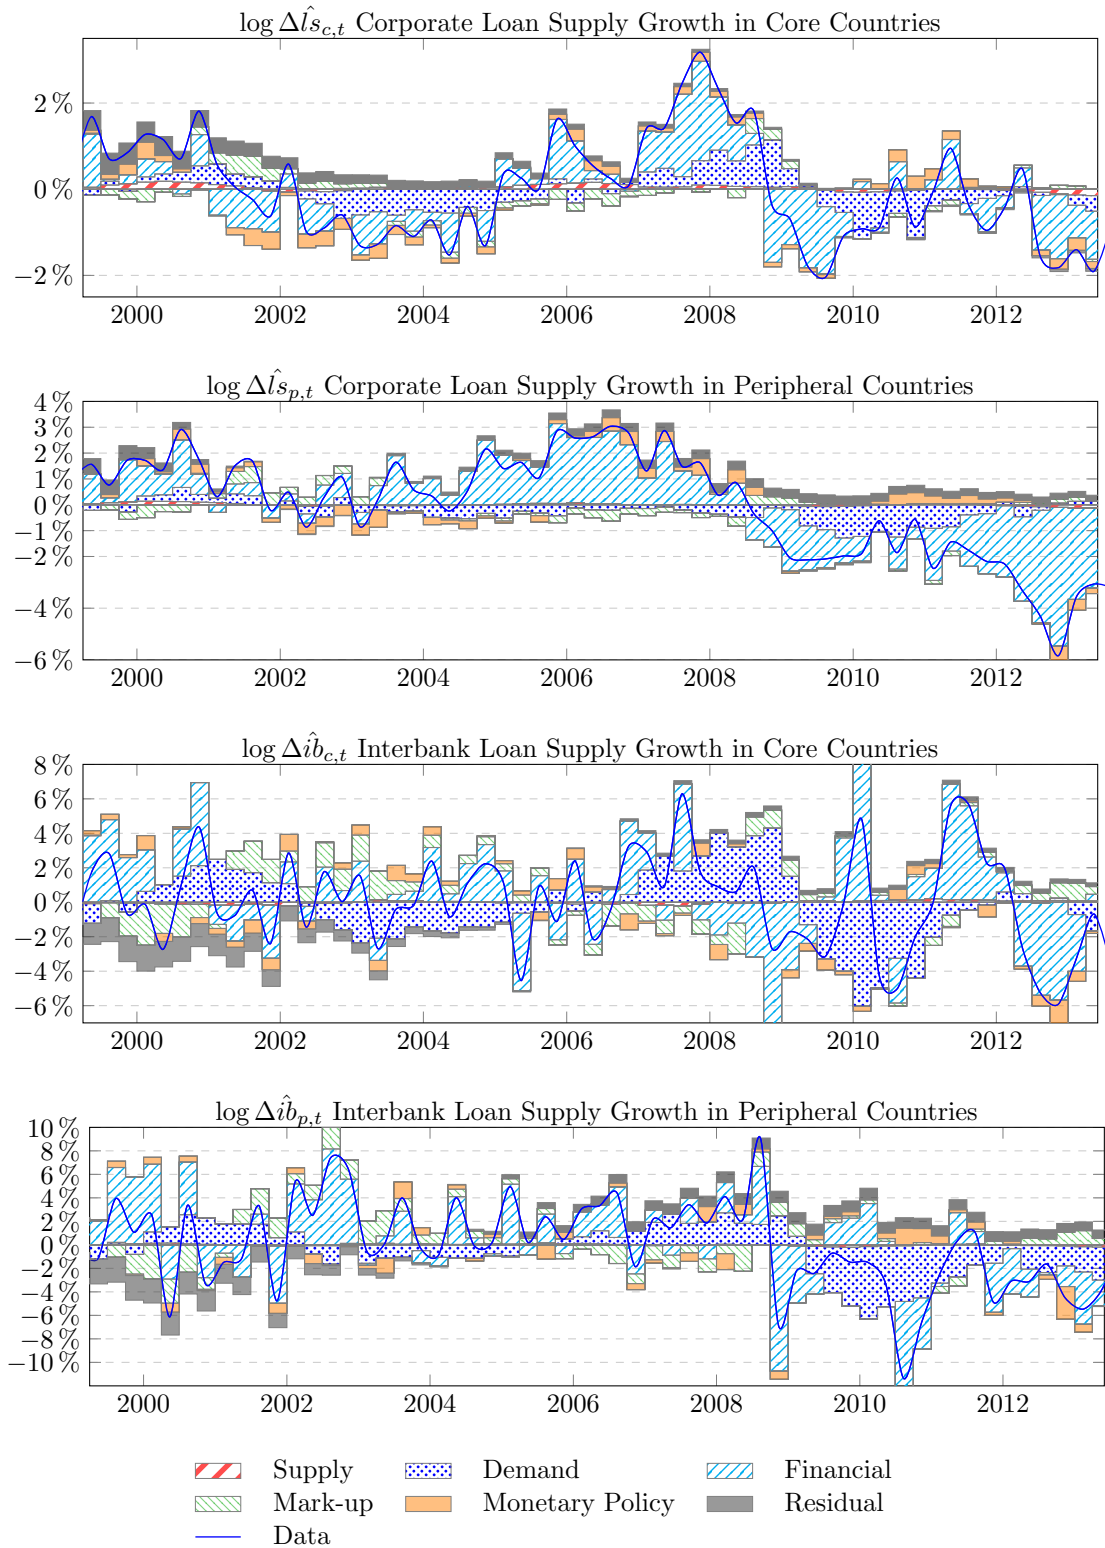 log Δl̂s_{c,t} Corporate Loan Supply Growth in Core Countries
2 %
0 %
−2 %
2000 2002 2004 2006 2008 2010 2012
log Δl̂s_{p,t} Corporate Loan Supply Growth in Peripheral Countries
4 %
3 %
2 %
1 %
0 %
−1 %
−2 %
−4 %
−6 %
2000 2002 2004 2006 2008 2010 2012
log Δîb_{c,t} Interbank Loan Supply Growth in Core Countries
8 %
6 %
4 %
2 %
0 %
−2 %
−4 %
−6 %
2000 2002 2004 2006 2008 2010 2012
log Δîb_{p,t} Interbank Loan Supply Growth in Peripheral Countries
10 %
8 %
6 %
4 %
2 %
0 %
−2 %
−4 %
−6 %
−8 %
−10 %
2000 2002 2004 2006 2008 2010 2012
Supply Demand Financial
Mark-up Monetary Policy Residual
Data